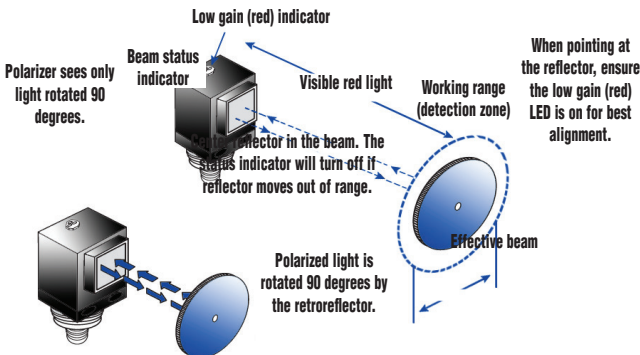 Low gain (red) indicator
Polarizer sees only
light rotated 90
degrees.
Beam status
indicator
Visible red light
Working range
(detection zone)
When pointing at
the reflector, ensure
the low gain (red)
LED is on for best
alignment.
Center reflector in the beam. The
status indicator will turn off if
reflector moves out of range.
Effective beam
Polarized light is
rotated 90 degrees by
the retroreflector.